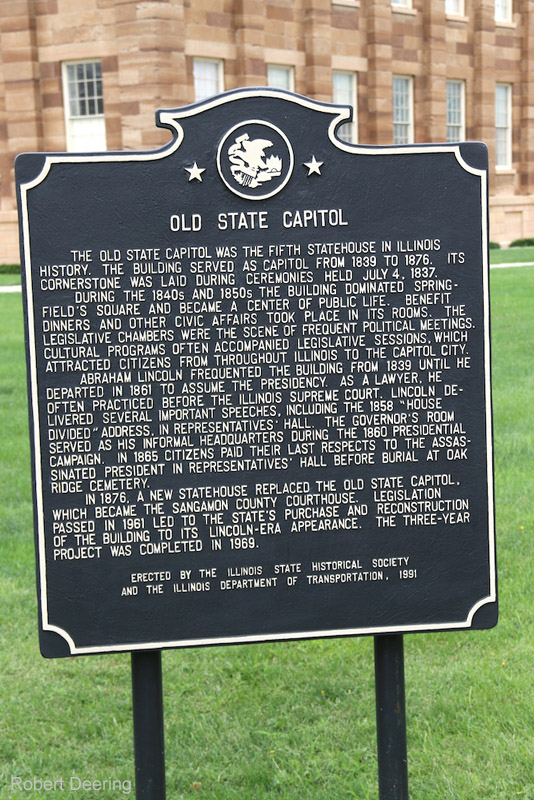 OLD STATE CAPITOL
THE OLD STATE CAPITOL WAS THE FIFTH STATEHOUSE IN ILLINOIS
HISTORY. THE BUILDING SERVED AS CAPITOL FROM 1839 TO 1876. ITS
CORNERSTONE WAS LAID DURING CEREMONIES HELD JULY 4, 1837.
DURING THE 1840s AND 1850s THE BUILDING DOMINATED SPRING-
FIELD'S SQUARE AND BECAME A CENTER OF PUBLIC LIFE. BENEFIT
DINNERS AND OTHER CIVIC AFFAIRS TOOK PLACE IN ITS ROOMS. THE
LEGISLATIVE CHAMBERS WERE THE SCENE OF FREQUENT POLITICAL MEETINGS.
CULTURAL PROGRAMS OFTEN ACCOMPANIED LEGISLATIVE SESSIONS, WHICH
ATTRACTED CITIZENS FROM THROUGHOUT ILLINOIS TO THE CAPITOL CITY.
ABRAHAM LINCOLN FREQUENTED THE BUILDING FROM 1839 UNTIL HE
DEPARTED IN 1861 TO ASSUME THE PRESIDENCY. AS A LAWYER, HE
OFTEN PRACTICED BEFORE THE ILLINOIS SUPREME COURT. LINCOLN DE-
LIVERED SEVERAL IMPORTANT SPEECHES, INCLUDING THE 1858 "HOUSE
DIVIDED" ADDRESS, IN REPRESENTATIVES' HALL. THE GOVERNOR'S ROOM
SERVED AS HIS INFORMAL HEADQUARTERS DURING THE 1860 PRESIDENTIAL
CAMPAIGN. IN 1865 CITIZENS PAID THEIR LAST RESPECTS TO THE ASSAS-
SINATED PRESIDENT IN REPRESENTATIVES' HALL BEFORE BURIAL AT OAK
RIDGE CEMETERY.
IN 1876, A NEW STATEHOUSE REPLACED THE OLD STATE CAPITOL,
WHICH BECAME THE SANGAMON COUNTY COURTHOUSE. LEGISLATION
PASSED IN 1961 LED TO THE STATE'S PURCHASE AND RECONSTRUCTION
OF THE BUILDING TO ITS LINCOLN-ERA APPEARANCE. THE THREE-YEAR
PROJECT WAS COMPLETED IN 1969.
ERECTED BY THE ILLINOIS STATE HISTORICAL SOCIETY
AND THE ILLINOIS DEPARTMENT OF TRANSPORTATION, 1991
Robert Deering